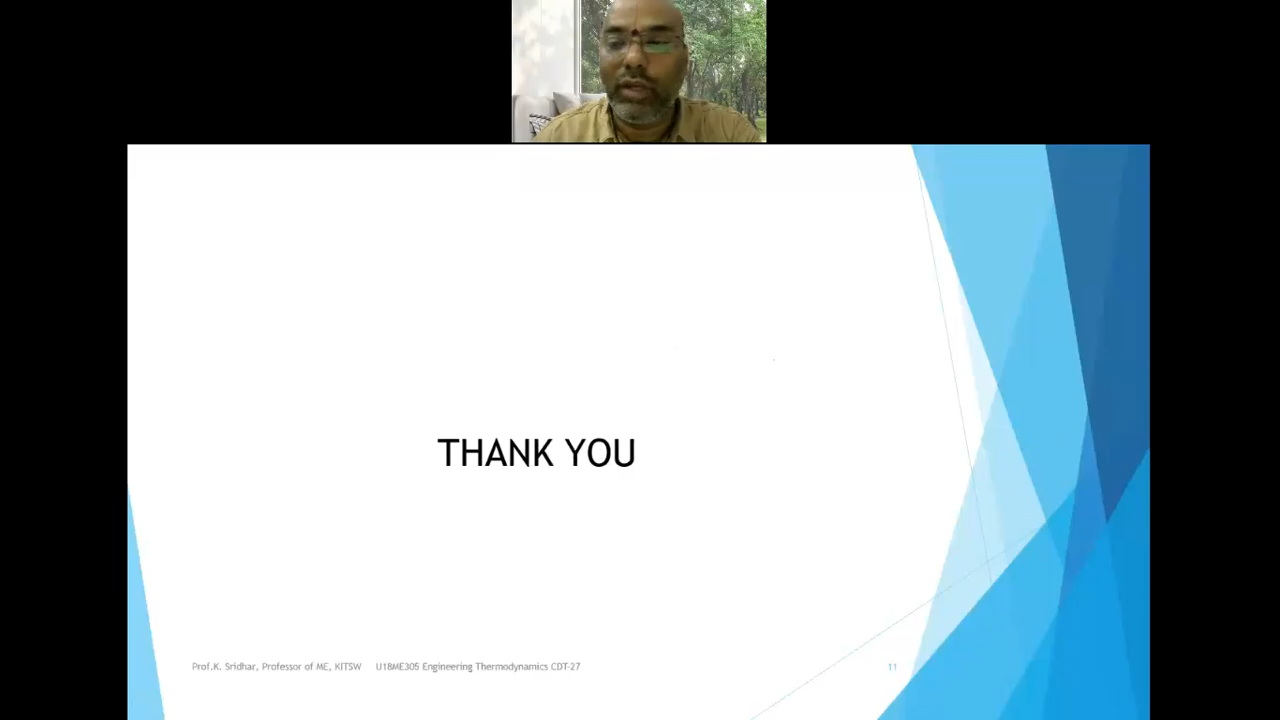 THANK YOU
Prof.K. Sridhar, Professor of ME, KITSW U18ME305 Engineering Thermodynamics CDT-27 11